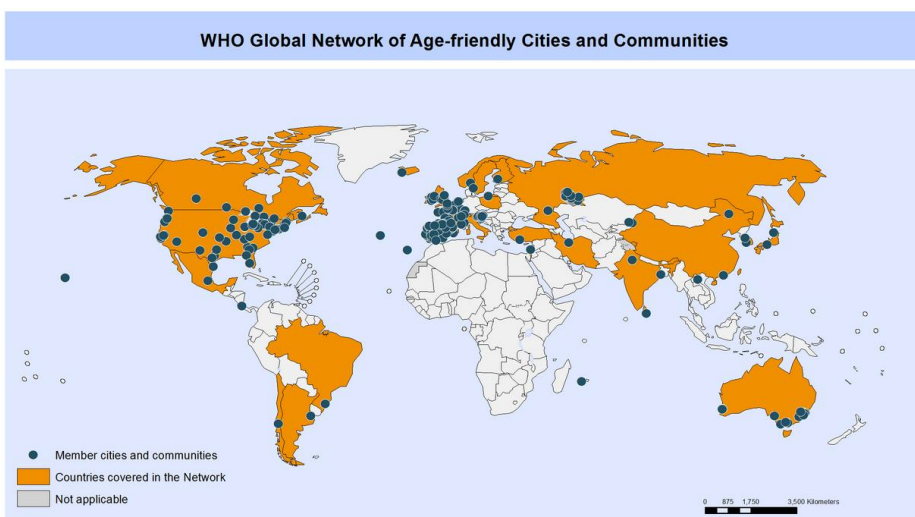 WHO Global Network of Age-friendly Cities and Communities
Member cities and communities
Countries covered in the Network
Not applicable
0 875 1,750 3,500 Kilometers